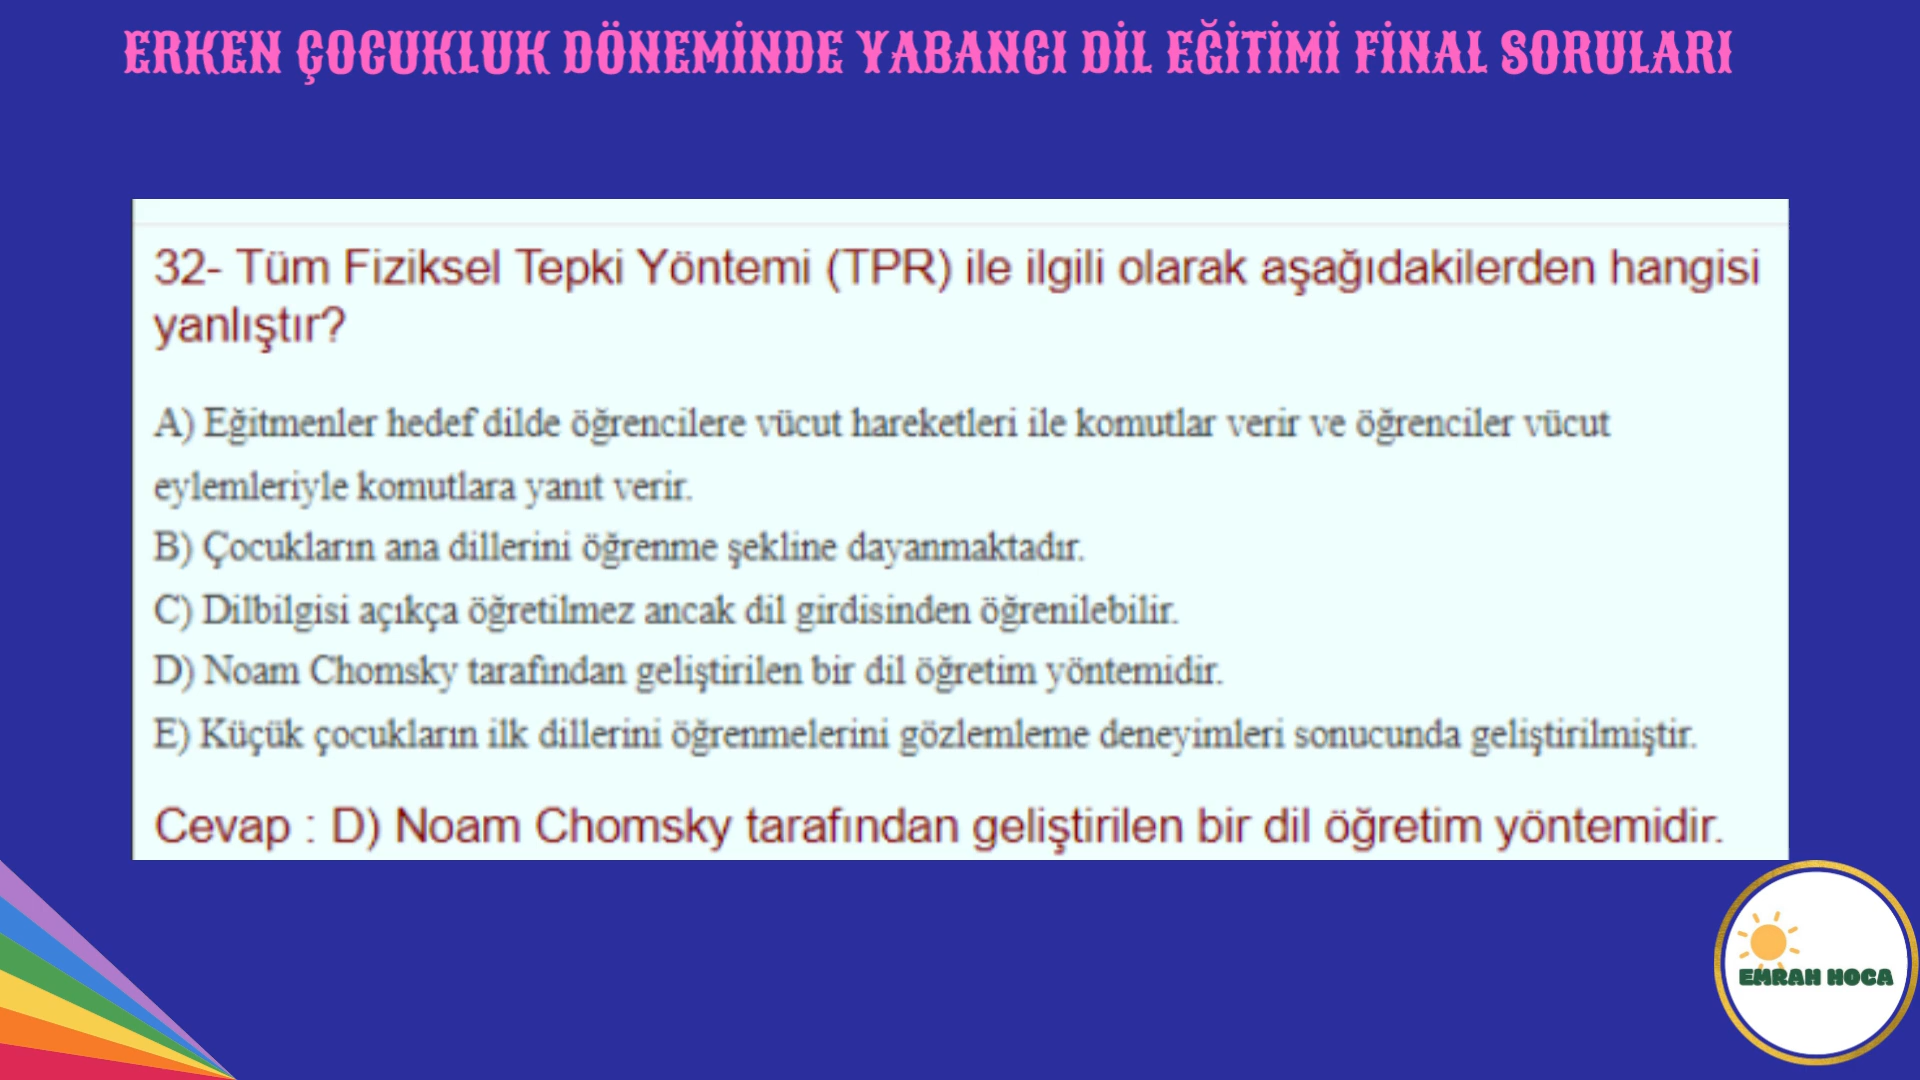 ERKEN ÇOCUKLUK DÖNEMİNDE YABANCI DİL EĞİTİMİ FİNAL SORULARI
32- Tüm Fiziksel Tepki Yöntemi (TPR) ile ilgili olarak aşağıdakilerden hangisi
yanlıştır?
A) Eğitmenler hedef dilde öğrencilere vücut hareketleri ile komutlar verir ve öğrenciler vücut
eylemleriyle komutlara yanıt verir.
B) Çocukların ana dillerini öğrenme şekline dayanmaktadır.
C) Dilbilgisi açıkça öğretilmez ancak dil girdisinden öğrenilebilir.
D) Noam Chomsky tarafından geliştirilen bir dil öğretim yöntemidir.
E) Küçük çocukların ilk dillerini öğrenmelerini gözlemleme deneyimleri sonucunda geliştirilmiştir.
Cevap : D) Noam Chomsky tarafından geliştirilen bir dil öğretim yöntemidir.
EMRAH HOCA